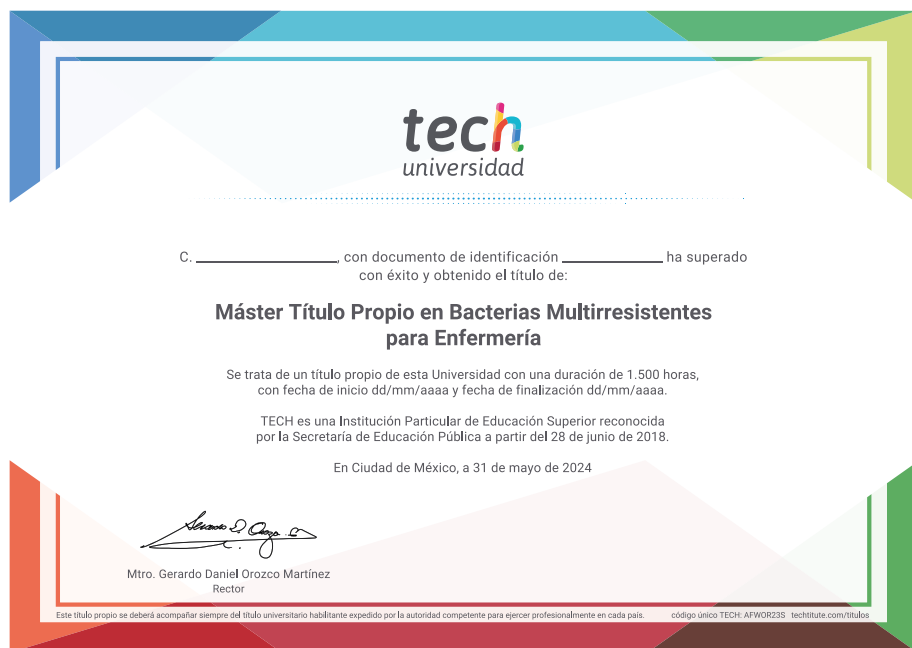 tech
universidad
C. ____________, con documento de identificación ____________ ha superado
con éxito y obtenido el título de:
Máster Título Propio en Bacterias Multirresistentes
para Enfermería
Se trata de un título propio de esta Universidad con una duración de 1.500 horas,
con fecha de inicio dd/mm/aaaa y fecha de finalización dd/mm/aaaa.
TECH es una Institución Particular de Educación Superior reconocida
por la Secretaría de Educación Pública a partir del 28 de junio de 2018.
En Ciudad de México, a 31 de mayo de 2024
Mtro. Gerardo Daniel Orozco Martínez
Rector
Este título propio se deberá acompañar siempre del título universitario habilitante expedido por la autoridad competente para ejercer profesionalmente en cada país. código único TECH: AFWOR23S techtitute.com/titulos